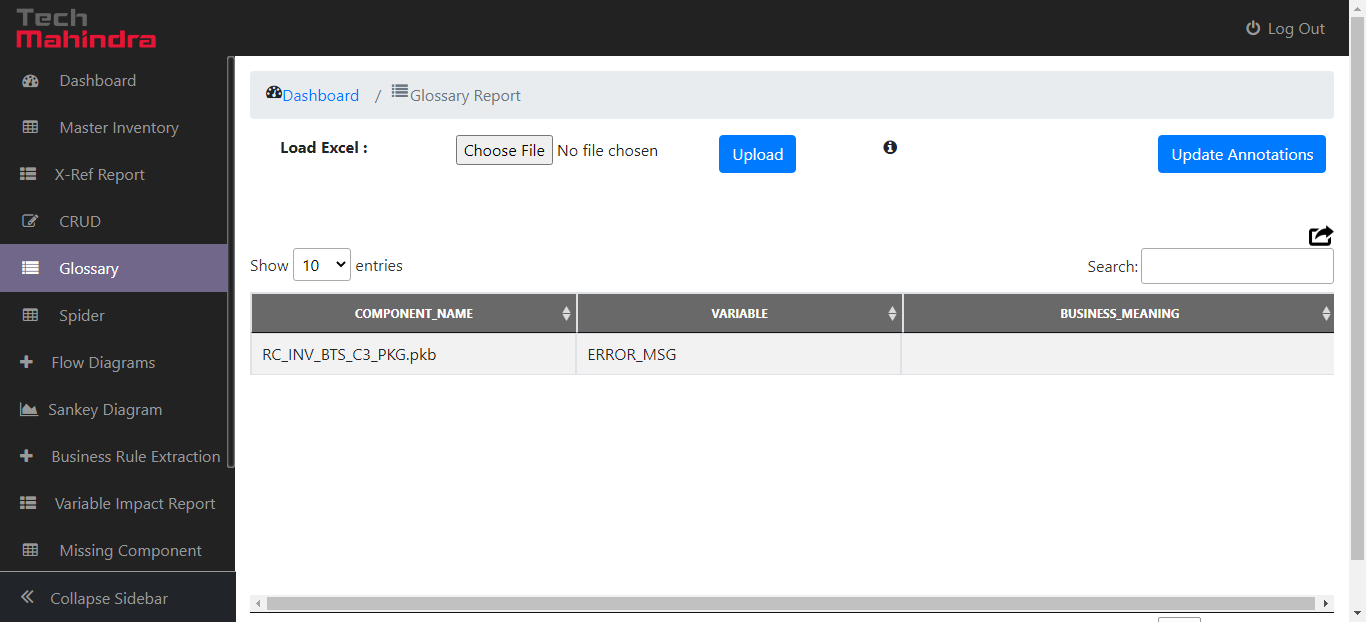 Tech
Mahindra
Log Out
Dashboard
Master Inventory
X-Ref Report
CRUD
Glossary
Spider
Flow Diagrams
Sankey Diagram
Business Rule Extraction
Variable Impact Report
Missing Component
Collapse Sidebar
Dashboard / Glossary Report
Load Excel : Choose File No file chosen Upload Update Annotations
Show 10 entries Search:
COMPONENT_NAME VARIABLE BUSINESS_MEANING
RC_INV_BTS_C3_PKG.pkb ERROR_MSG